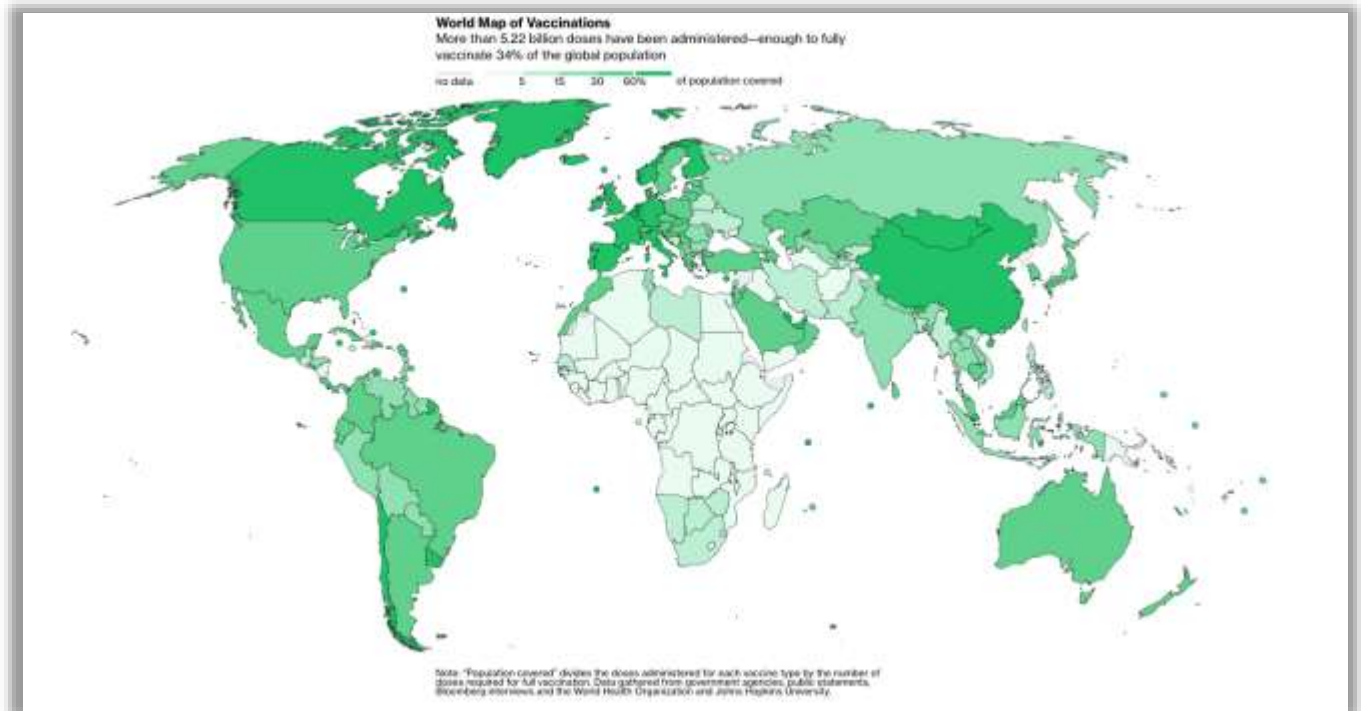 World Map of Vaccinations
More than 5.22 billion doses have been administered—enough to fully
vaccinate 34% of the global population
no data 5 15 30 60% of population covered
Note: "Population covered" divides the doses administered for each vaccine type by the number of
doses required for full vaccination. Data gathered from government agencies, public statements,
Bloomberg interviews and the World Health Organization and Johns Hopkins University.